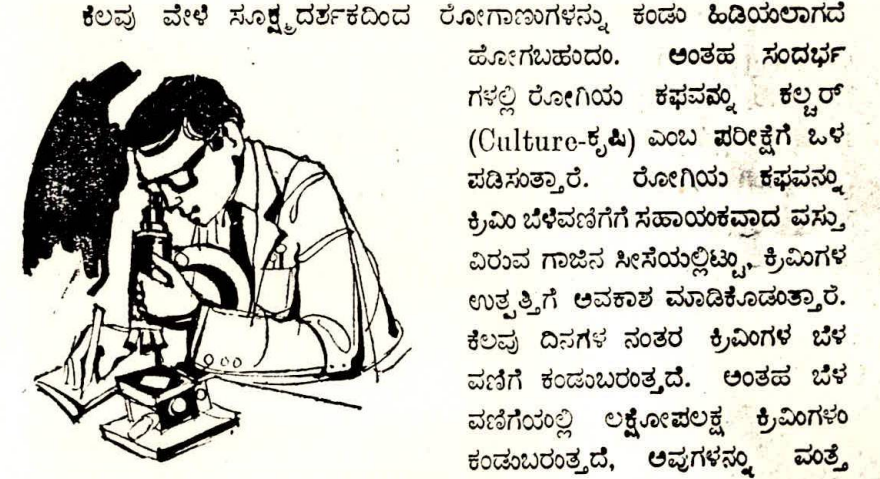 ಕೆಲವು ವೇಳೆ ಸೂಕ್ಷ್ಮದರ್ಶಕದಿಂದ ರೋಗಾಣುಗಳನ್ನು ಕಂಡು ಹಿಡಿಯಲಾಗದೆ
ಹೋಗಬಹುದು. ಅಂತಹ ಸಂದರ್ಭ
ಗಳಲ್ಲಿ ರೋಗಿಯ ಕಫವನ್ನು ಕಲ್ಚರ್
(Culture-ಕೃಷಿ) ಎಂಬ ಪರೀಕ್ಷೆಗೆ ಒಳ
ಪಡಿಸುತ್ತಾರೆ. ರೋಗಿಯ ಕಫವನ್ನು
ಕ್ರಿಮಿ ಬೆಳೆವಣಿಗೆಗೆ ಸಹಾಯಕವಾದ ವಸ್ತು
ವಿರುವ ಗಾಜಿನ ಸೀಸೆಯಲ್ಲಿಟ್ಟು, ಕ್ರಿಮಿಗಳ
ಉತ್ಪತ್ತಿಗೆ ಅವಕಾಶ ಮಾಡಿಕೊಡುತ್ತಾರೆ.
ಕೆಲವು ದಿನಗಳ ನಂತರ ಕ್ರಿಮಿಗಳ ಬೆಳ
ವಣಿಗೆ ಕಂಡುಬರುತ್ತದೆ. ಅಂತಹ ಬೆಳ
ವಣಿಗೆಯಲ್ಲಿ ಲಕ್ಷೋಪಲಕ್ಷ ಕ್ರಿಮಿಗಳು
ಕಂಡುಬರುತ್ತದೆ, ಅವುಗಳನ್ನು ಮತ್ತೆ